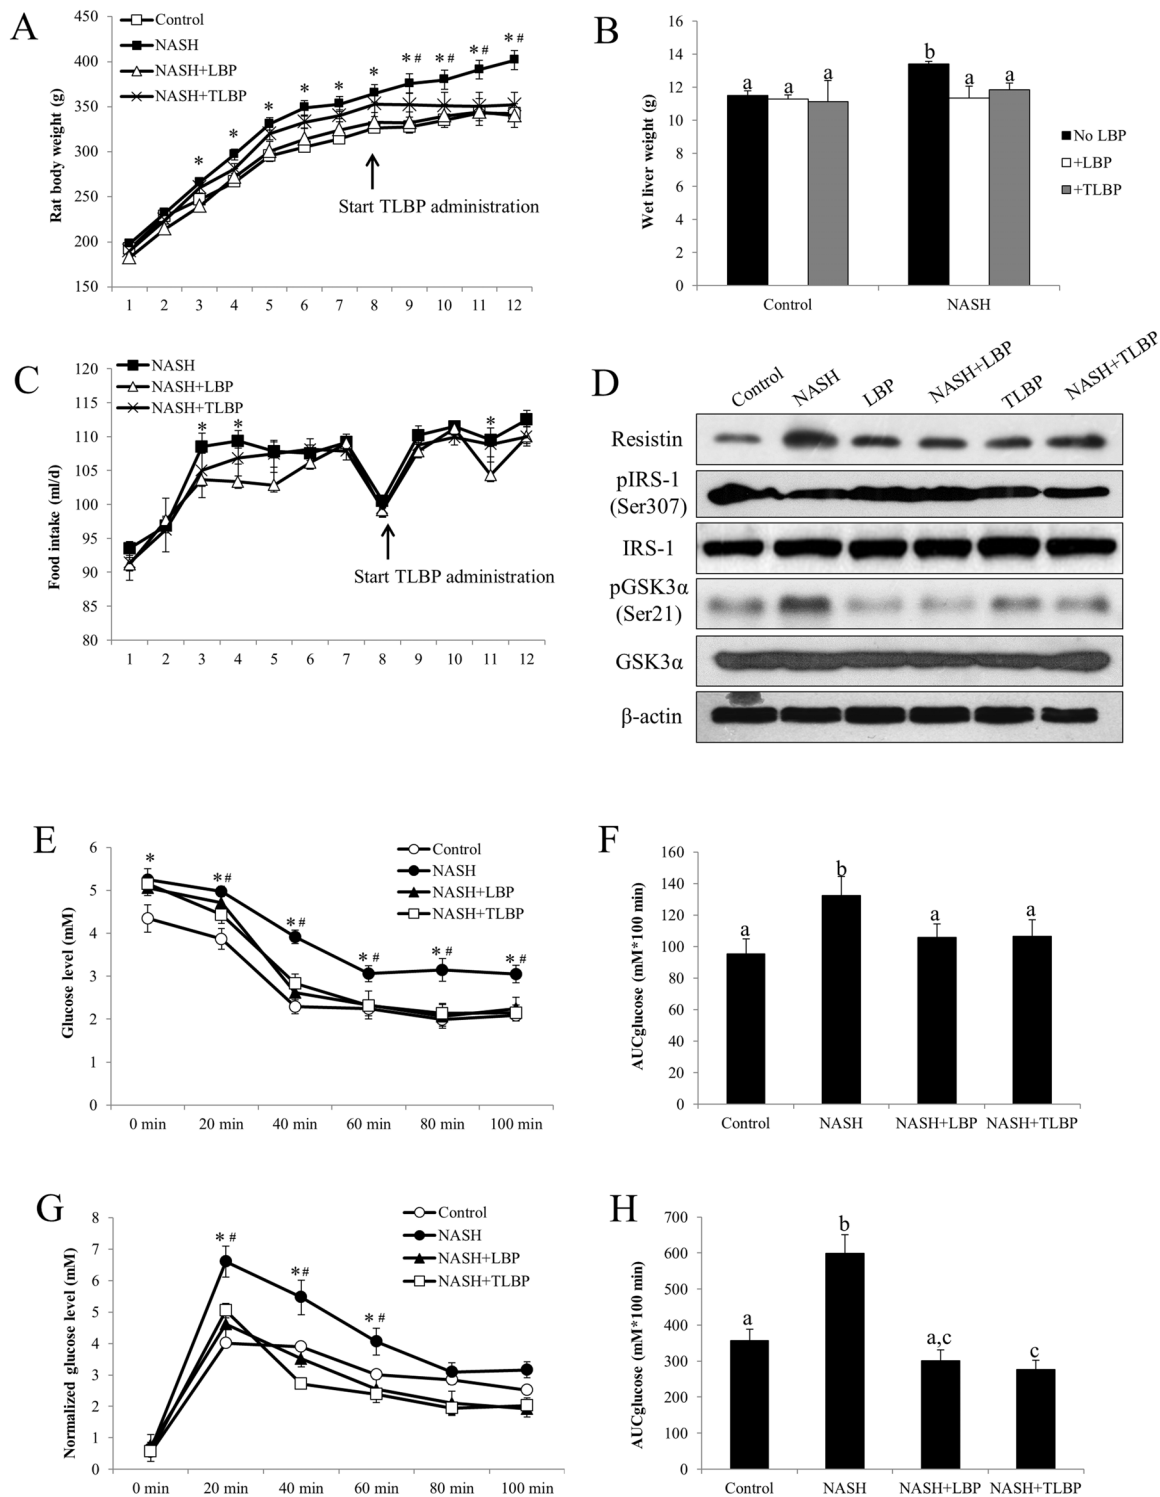 A
Rat body weight (g)
450
400
350
300
250
200
150
Control
NASH
NASH+LBP
NASH+TLBP
* * * * * * *# *# *# *#
Start TLBP administration
1 2 3 4 5 6 7 8 9 10 11 12
B
Wet liver weight (g)
16
14
12
10
8
6
4
2
0
a a a b a a
No LBP
+LBP
+TLBP
Control NASH
C
Food intake (ml/d)
120
115
110
105
100
95
90
85
80
NASH
NASH+LBP
NASH+TLBP
* * *
Start TLBP administration
1 2 3 4 5 6 7 8 9 10 11 12
D
Control NASH LBP NASH+LBP TLBP NASH+TLBP
Resistin
pIRS-1
(Ser307)
IRS-1
pGSK3α
(Ser21)
GSK3α
β-actin
E
Glucose level (mM)
6
5
4
3
2
1
0
Control
NASH
NASH+LBP
NASH+TLBP
* *# *# *# *# *#
0 min 20 min 40 min 60 min 80 min 100 min
F
AUCglucose (mM*100 min)
160
140
120
100
80
60
40
20
0
a b a a
Control NASH NASH+LBP NASH+TLBP
G
Normalized glucose level (mM)
8
7
6
5
4
3
2
1
0
Control
NASH
NASH+LBP
NASH+TLBP
*# *# *#
0 min 20 min 40 min 60 min 80 min 100 min
H
AUCglucose (mM*100 min)
700
600
500
400
300
200
100
0
a b a,c c
Control NASH NASH+LBP NASH+TLBP